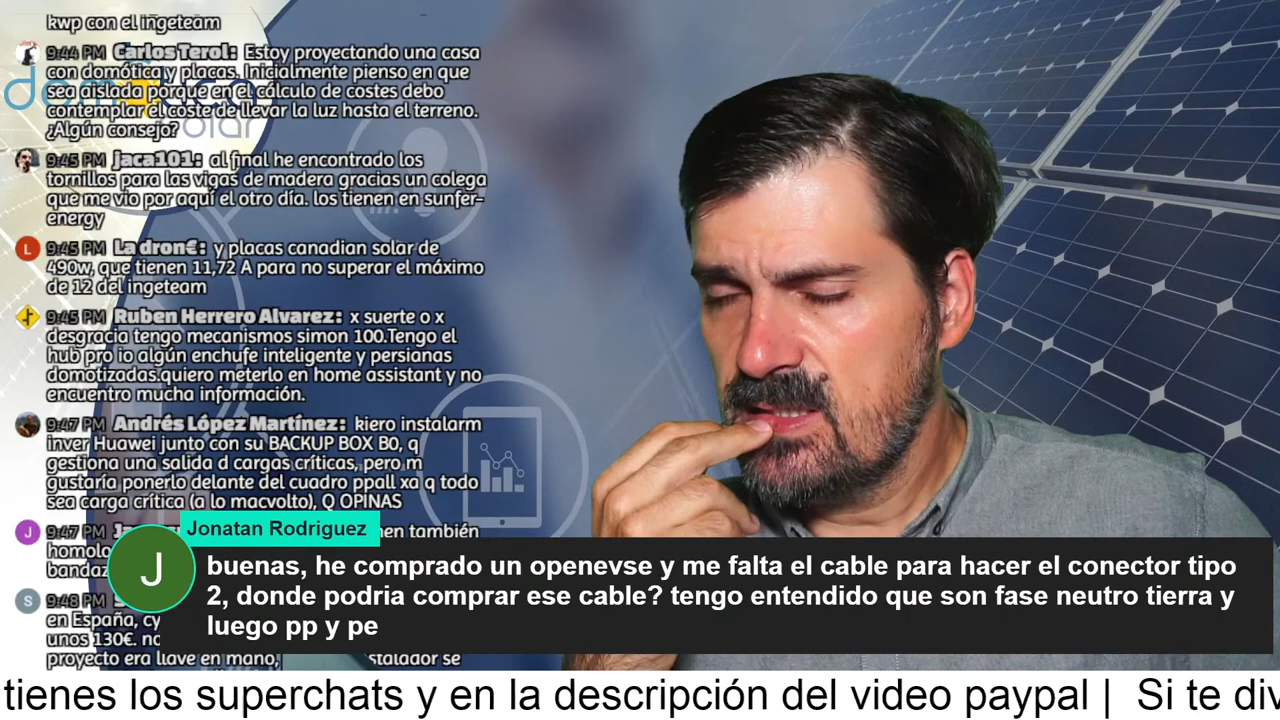 kwp con el ingeteam
9:44 PM Carlos Terol: Estoy proyectando una casa
con domótica y placas. Inicialmente pienso en que
sea aislada porque en el cálculo de costes debo
contemplar el coste de llevar la luz hasta el terreno.
¿Algún consejo?
solar
9:45 PM jaca101: al final he encontrado los
tornillos para las vigas de madera gracias un colega
que me vio por aquí el otro día. los tienen en sunfer-
energy
L 9:45 PM La dron€: y placas canadian solar de
490w, que tienen 11,72 A para no superar el máximo
de 12 del ingeteam
9:45 PM Ruben Herrero Alvarez: x suerte o x
desgracia tengo mecanismos simon 100.Tengo el
hub pro io algún enchufe inteligente y persianas
domotizadas.quiero meterlo en home assistant y no
encuentro mucha información.
9:47 PM Andrés López Martínez: kiero instalarm
inver Huawei junto con su BACKUP BOX B0, q
gestiona una salida d cargas críticas, pero m
gustaría ponerlo delante del cuadro ppall xa q todo
sea carga crítica (a lo macvolto), Q OPINAS
J 9:47 PM también
homolo
bandaz
S 9:48 PM
en España, cy
unos 130€. no
proyecto era llave en mano, stalador se
Jonatan Rodriguez
J
buenas, he comprado un openevse y me falta el cable para hacer el conector tipo
2, donde podria comprar ese cable? tengo entendido que son fase neutro tierra y
luego pp y pe
tienes los superchats y en la descripción del video paypal | Si te div